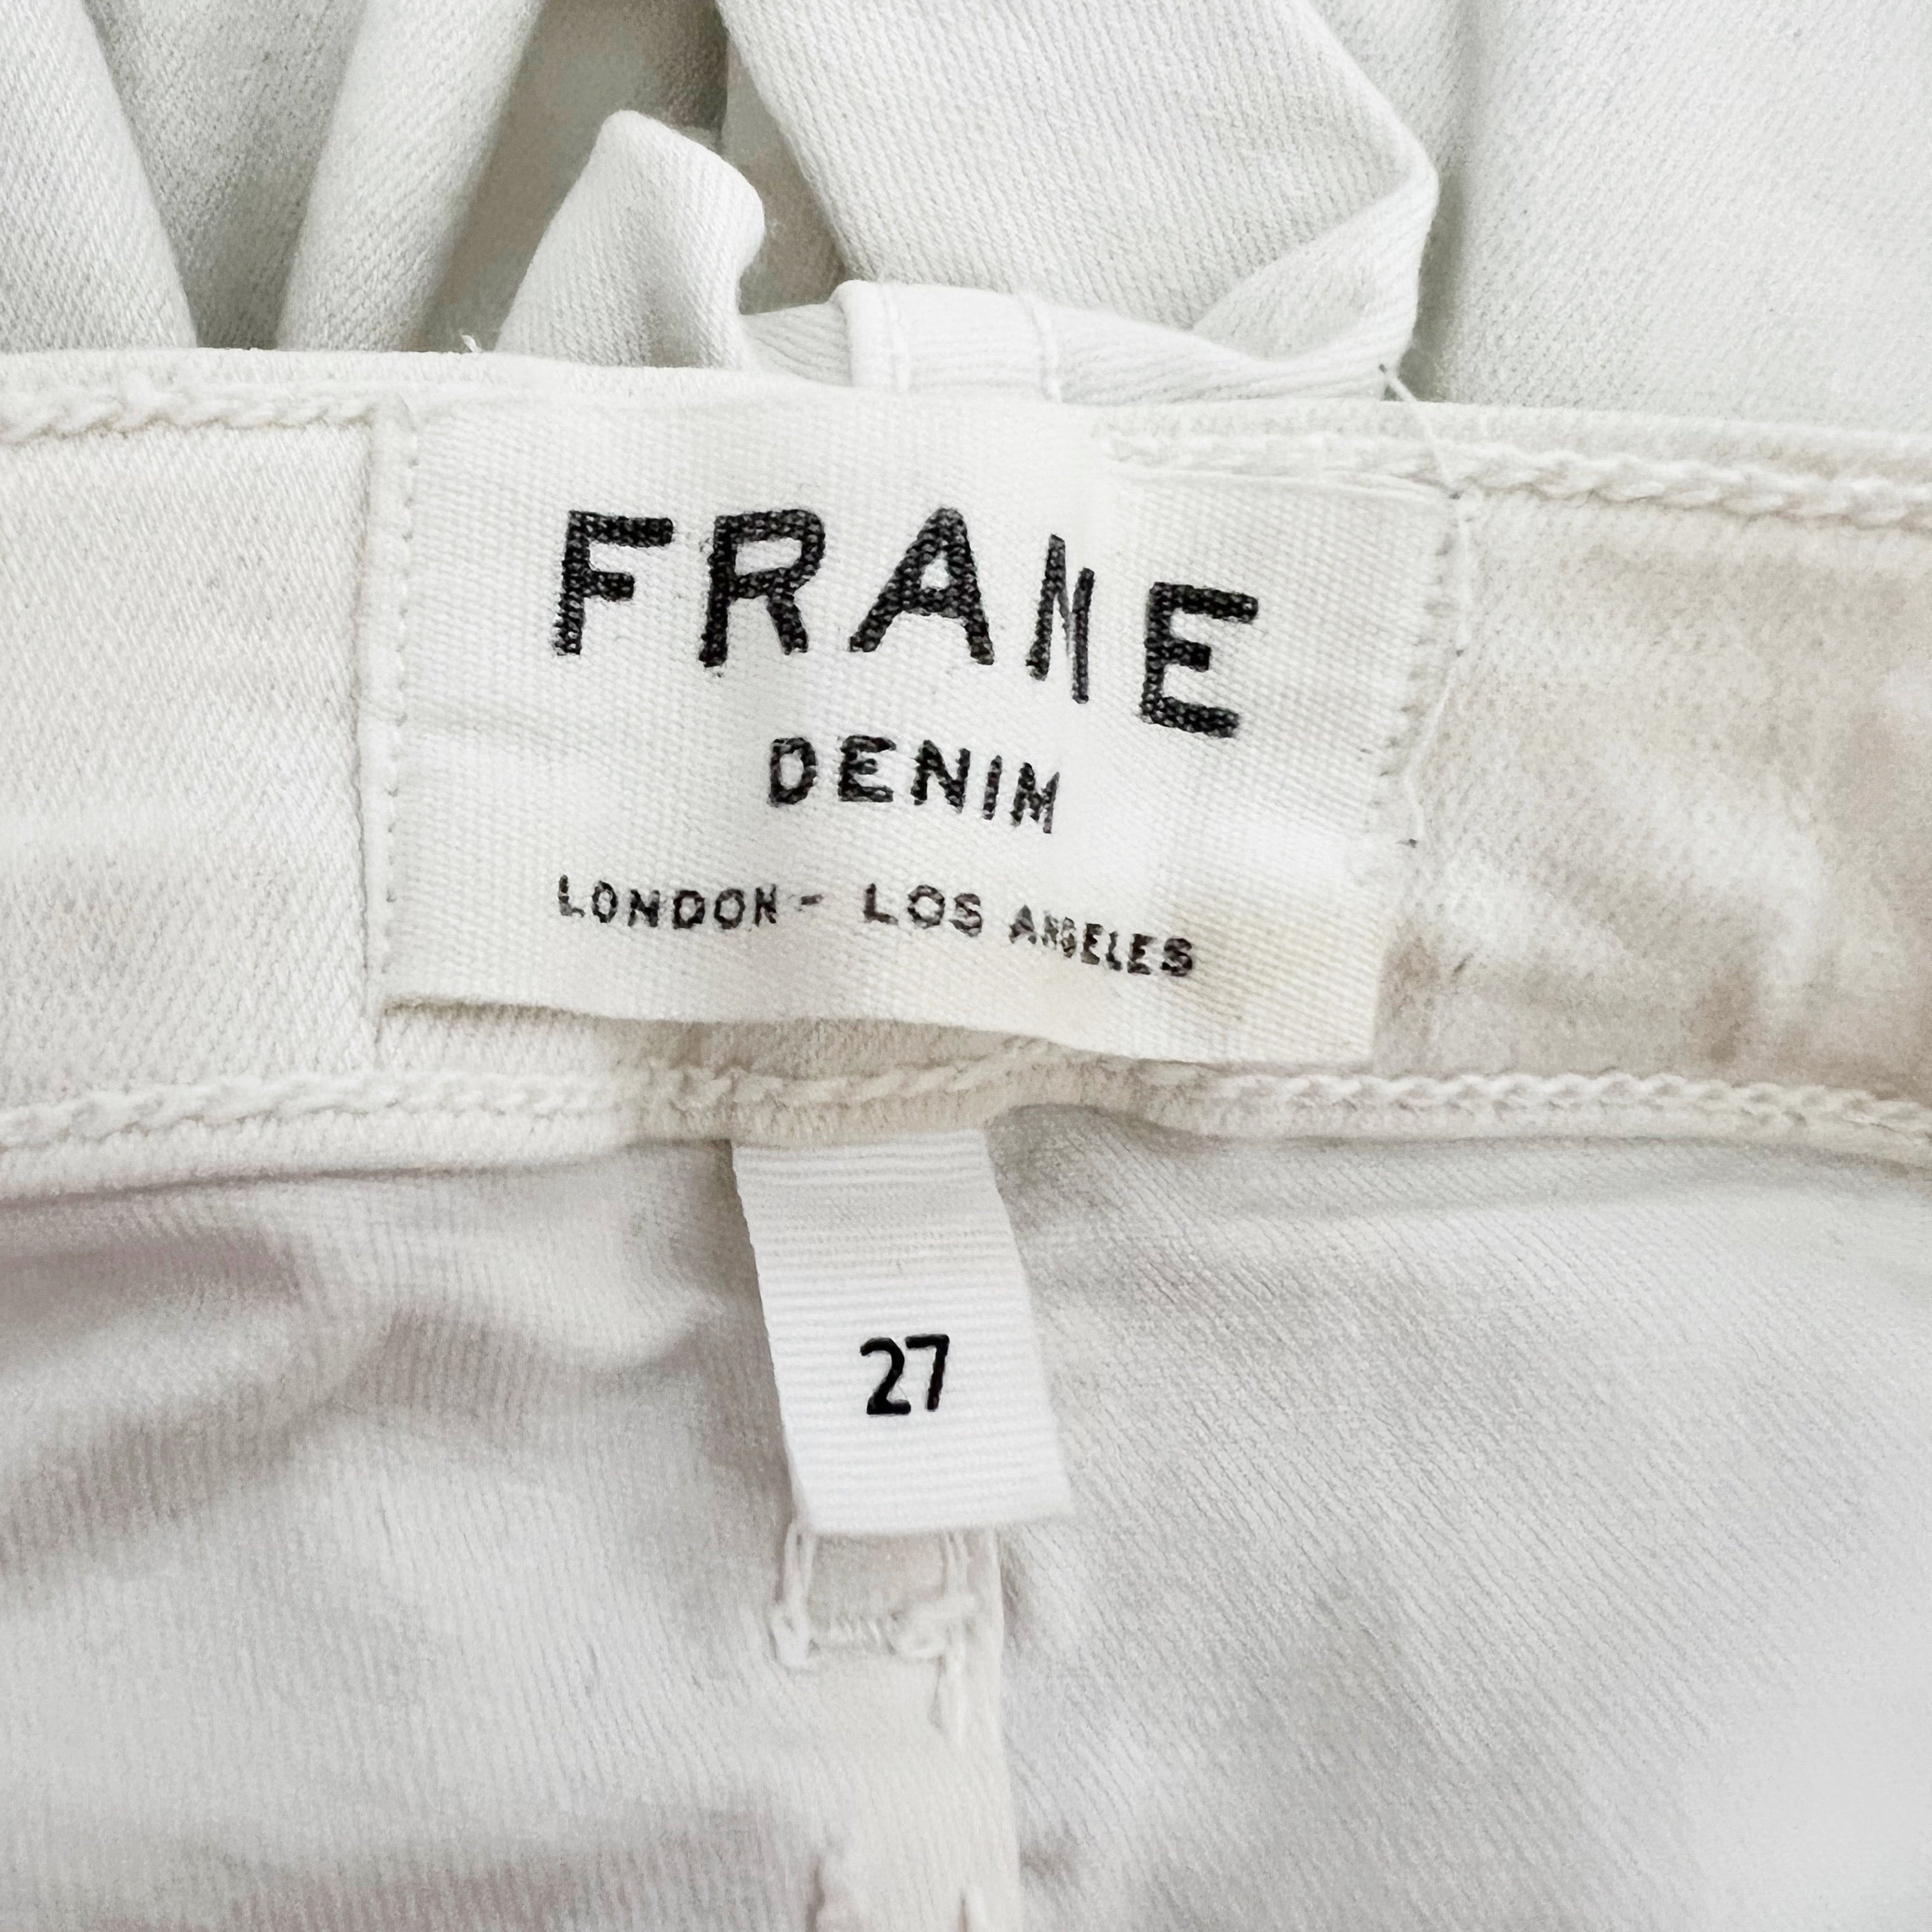 FRAME
DENIM
LONDON - LOS ANGELES
27